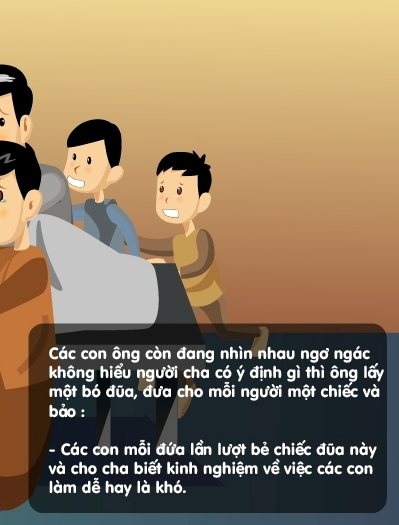 Các con ông còn đang nhìn nhau ngơ ngác
không hiểu người cha có ý định gì thì ông lấy
một bó đũa, đưa cho mỗi người một chiếc và
bảo :
- Các con mỗi đứa lần lượt bẻ chiếc đũa này
và cho cha biết kinh nghiệm về việc các con
làm dễ hay là khó.